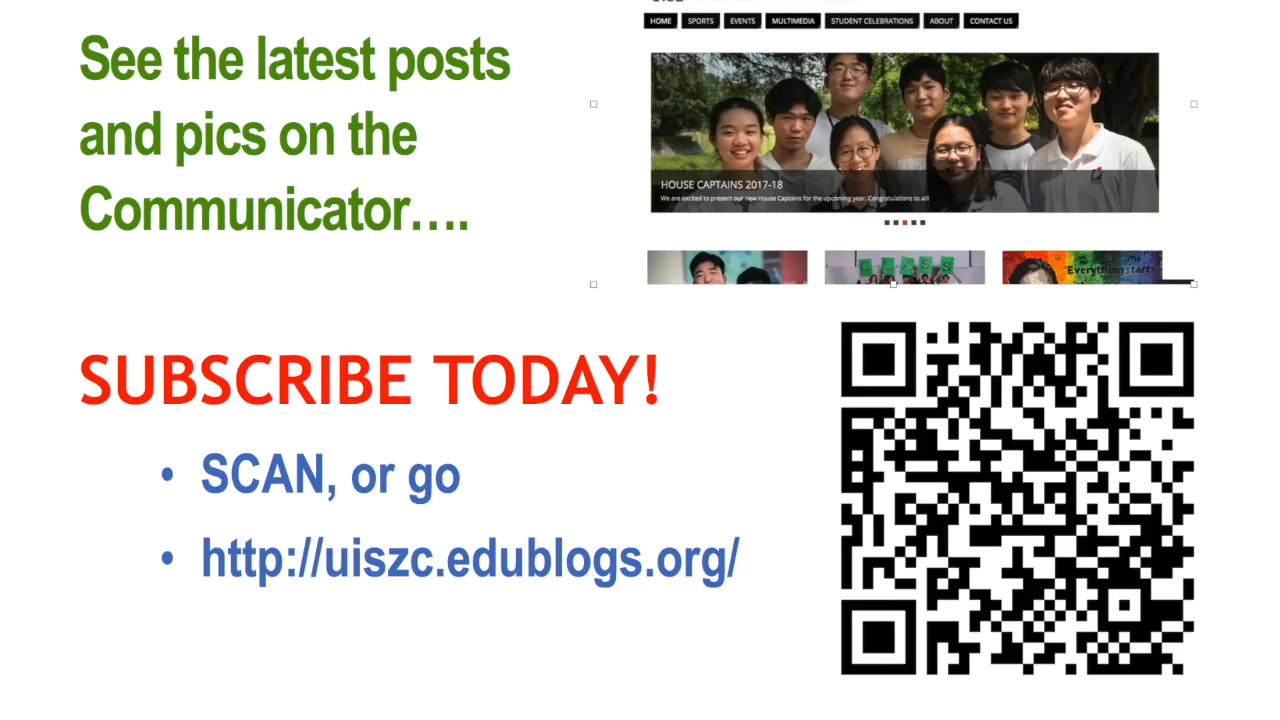 See the latest posts
and pics on the
Communicator….
HOME SPORTS EVENTS MULTIMEDIA STUDENT CELEBRATIONS ABOUT CONTACT US
HOUSE CAPTAINS 2017-18
We are excited to present our new House Captains for the upcoming year. Congratulations to all!
CLASS
"Everything starts
SUBSCRIBE TODAY!
• SCAN, or go
• http://uiszc.edublogs.org/